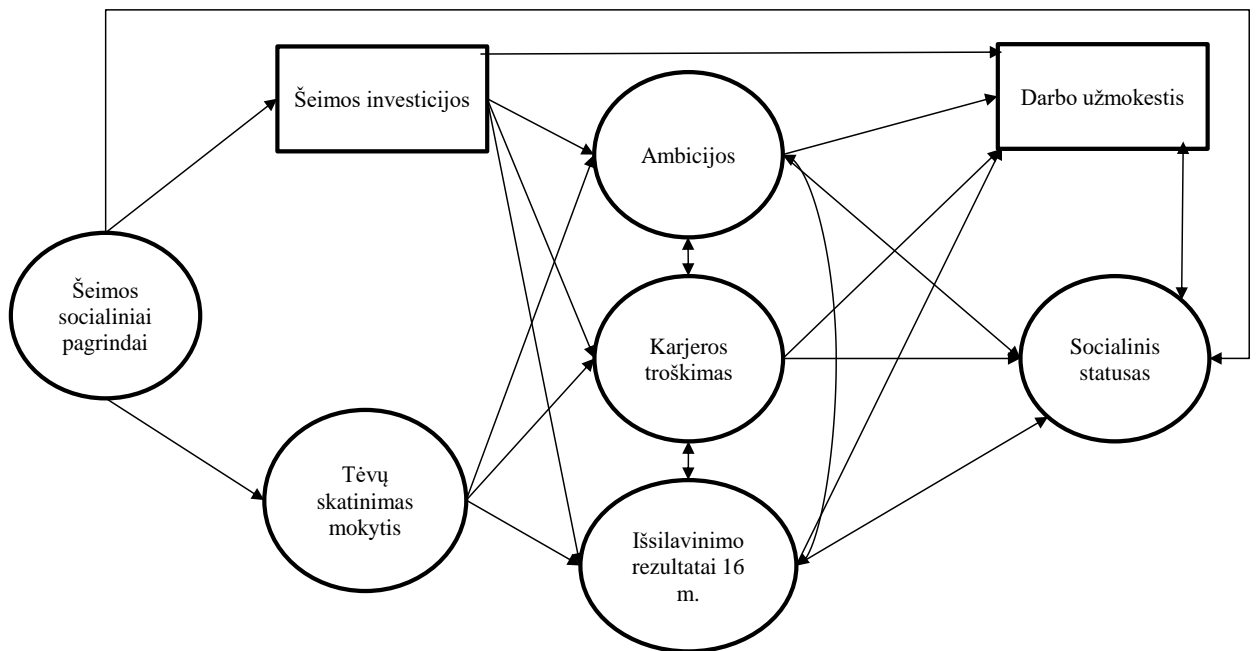 Šeimos investicijos
Darbo užmokestis
Ambicijos
Šeimos
socialiniai
pagrindai
Karjeros
troškimas
Socialinis
statusas
Tėvų
skatinimas
mokytis
Išsilavinimo
rezultatai 16
m.